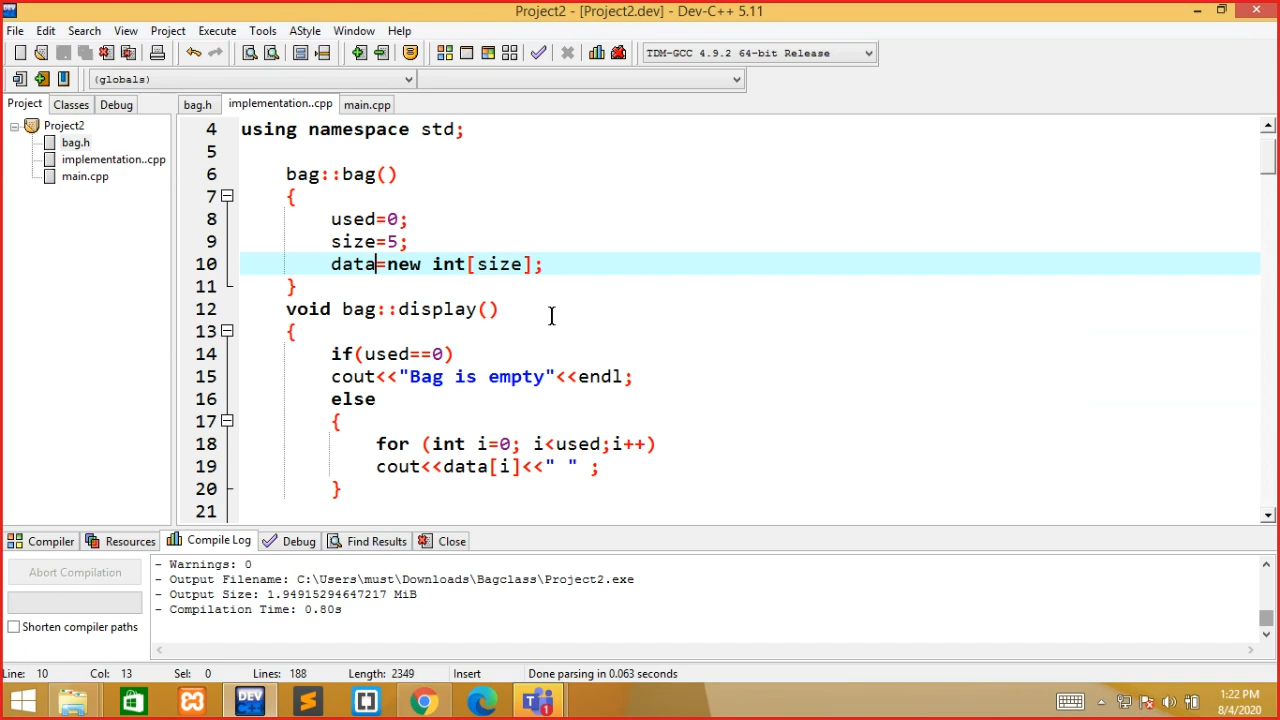 Project2 - [Project2.dev] - Dev-C++ 5.11
File Edit Search View Project Execute Tools AStyle Window Help
TDM-GCC 4.9.2 64-bit Release
(globals)
Project Classes Debug
bag.h implementation..cpp main.cpp
Project2
bag.h
implementation..cpp
main.cpp
4 using namespace std;
5
6 bag::bag()
7 {
8 used=0;
9 size=5;
10 data=new int[size];
11 }
12 void bag::display()
13 {
14 if(used==0)
15 cout<<"Bag is empty"<<endl;
16 else
17 {
18 for (int i=0; i<used;i++)
19 cout<<data[i]<<" " ;
20 }
21
Compiler Resources Compile Log Debug Find Results Close
Abort Compilation
Shorten compiler paths
- Warnings: 0
- Output Filename: C:\Users\must\Downloads\Bagclass\Project2.exe
- Output Size: 1.94915294647217 MiB
- Compilation Time: 0.80s
Line: 10 Col: 13 Sel: 0 Lines: 188 Length: 2349 Insert Done parsing in 0.063 seconds
DEV
1
1:22 PM
8/4/2020